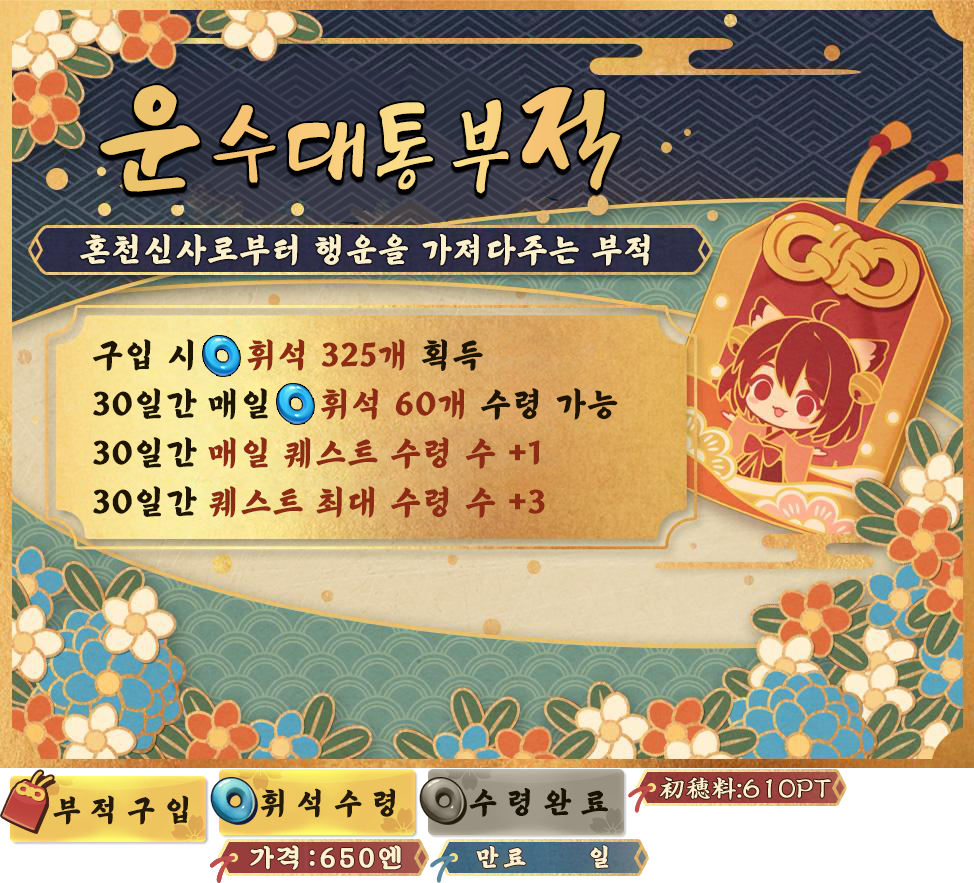 운수대통부적
혼천신사로부터 행운을 가져다주는 부적
구입 시 휘석 325개 획득
30일간 매일 휘석 60개 수령 가능
30일간 매일 퀘스트 수령 수 +1
30일간 퀘스트 최대 수령 수 +3
부적구입
휘석수령
수령완료
初穂料:610PT
가격:650엔
만료 일